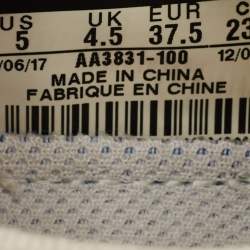 US UK EUR C
5 4.5 37.5 23
/06/17 AA3831-100 12/0
MADE IN CHINA
FABRIQUE EN CHINE